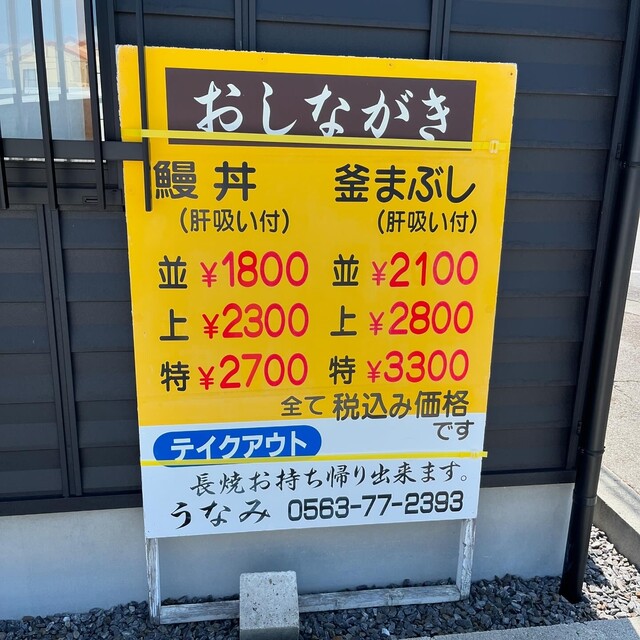 おしながき
鰻丼 釜まぶし
(肝吸い付) (肝吸い付)
並 ¥1800 並 ¥2100
上 ¥2300 上 ¥2800
特 ¥2700 特 ¥3300
全て税込み価格
です
テイクアウト
長焼お持ち帰り出来ます。
うなみ 0563-77-2393